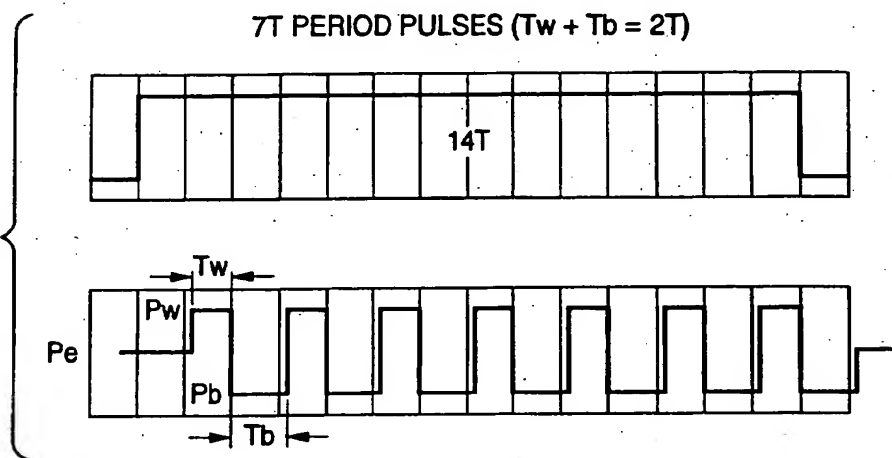 7T PERIOD PULSES (Tw + Tb = 2T)
14T
Tw
Pw
Pe
Pb
Tb